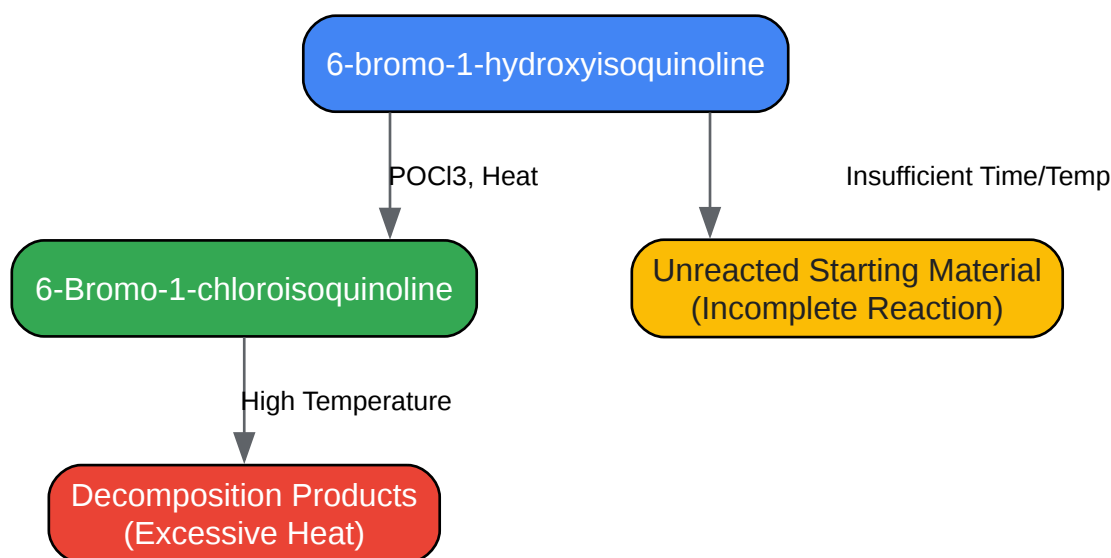 6-bromo-1-hydroxyisoquinoline
POCl3, Heat
Insufficient Time/Temp
6-Bromo-1-chloroisoquinoline
Unreacted Starting Material
(Incomplete Reaction)
High Temperature
Decomposition Products
(Excessive Heat)